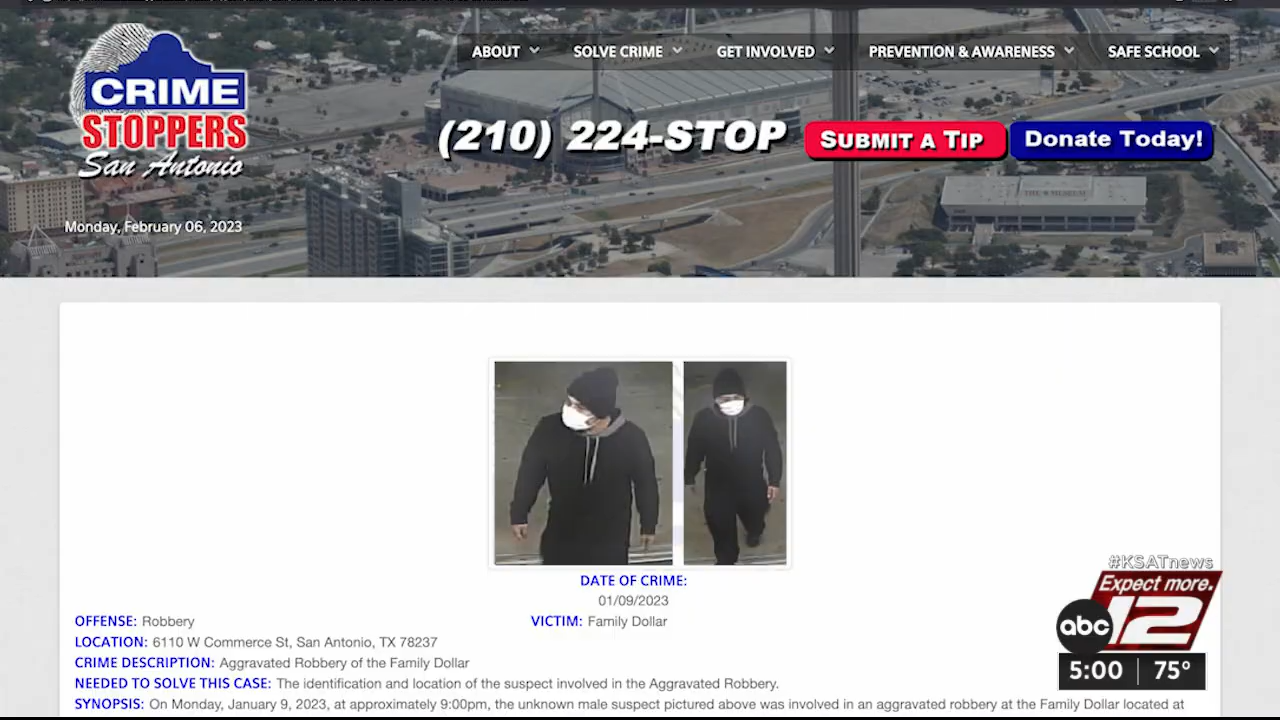 ABOUT SOLVE CRIME GET INVOLVED PREVENTION & AWARENESS SAFE SCHOOL
CRIME
STOPPERS
San Antonio
(210) 224-STOP SUBMIT A TIP Donate Today!
Monday, February 06, 2023
DATE OF CRIME:
01/09/2023
OFFENSE: Robbery VICTIM: Family Dollar
LOCATION: 6110 W Commerce St, San Antonio, TX 78237
CRIME DESCRIPTION: Aggravated Robbery of the Family Dollar
NEEDED TO SOLVE THIS CASE: The identification and location of the suspect involved in the Aggravated Robbery.
SYNOPSIS: On Monday, January 9, 2023, at approximately 9:00pm, the unknown male suspect pictured above was involved in an aggravated robbery at the Family Dollar located at
#KSATnews
Expect more.
abc 12
5:00 75°